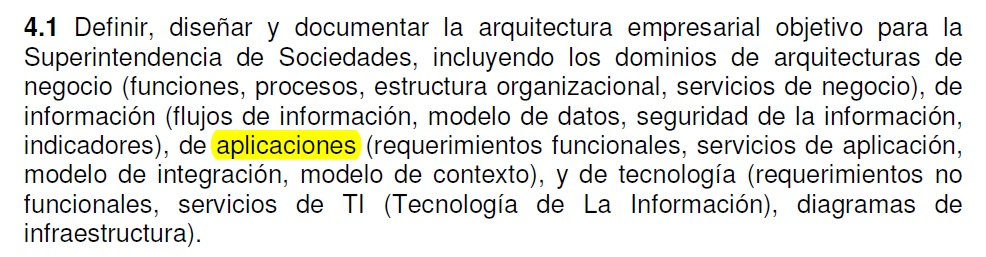 4.1 Definir, diseñar y documentar la arquitectura empresarial objetivo para la
Superintendencia de Sociedades, incluyendo los dominios de arquitecturas de
negocio (funciones, procesos, estructura organizacional, servicios de negocio), de
información (flujos de información, modelo de datos, seguridad de la información,
indicadores), de aplicaciones (requerimientos funcionales, servicios de aplicación,
modelo de integración, modelo de contexto), y de tecnología (requerimientos no
funcionales, servicios de TI (Tecnología de La Información), diagramas de
infraestructura).